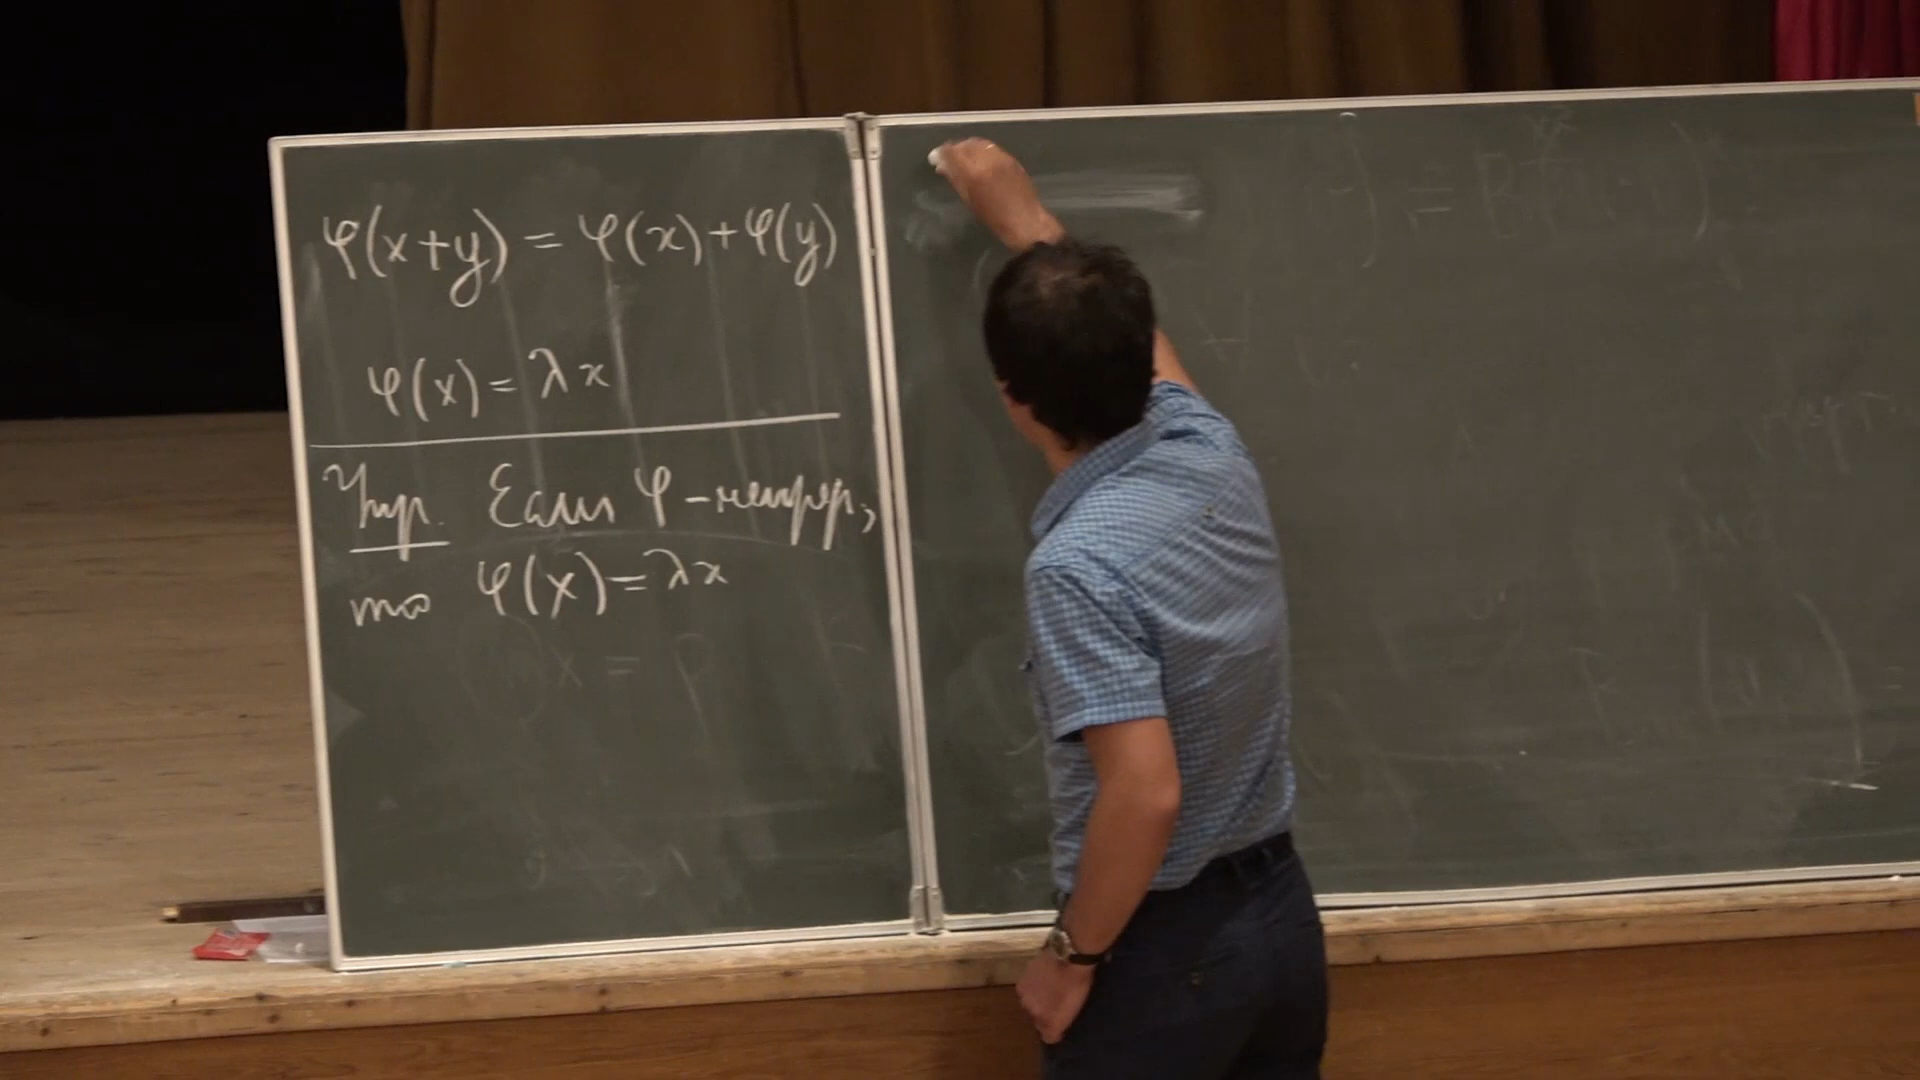 φ(x+y) = φ(x)+φ(y)
φ(x) = λx
Упр. Если φ – непрер,
то φ(x) = λx